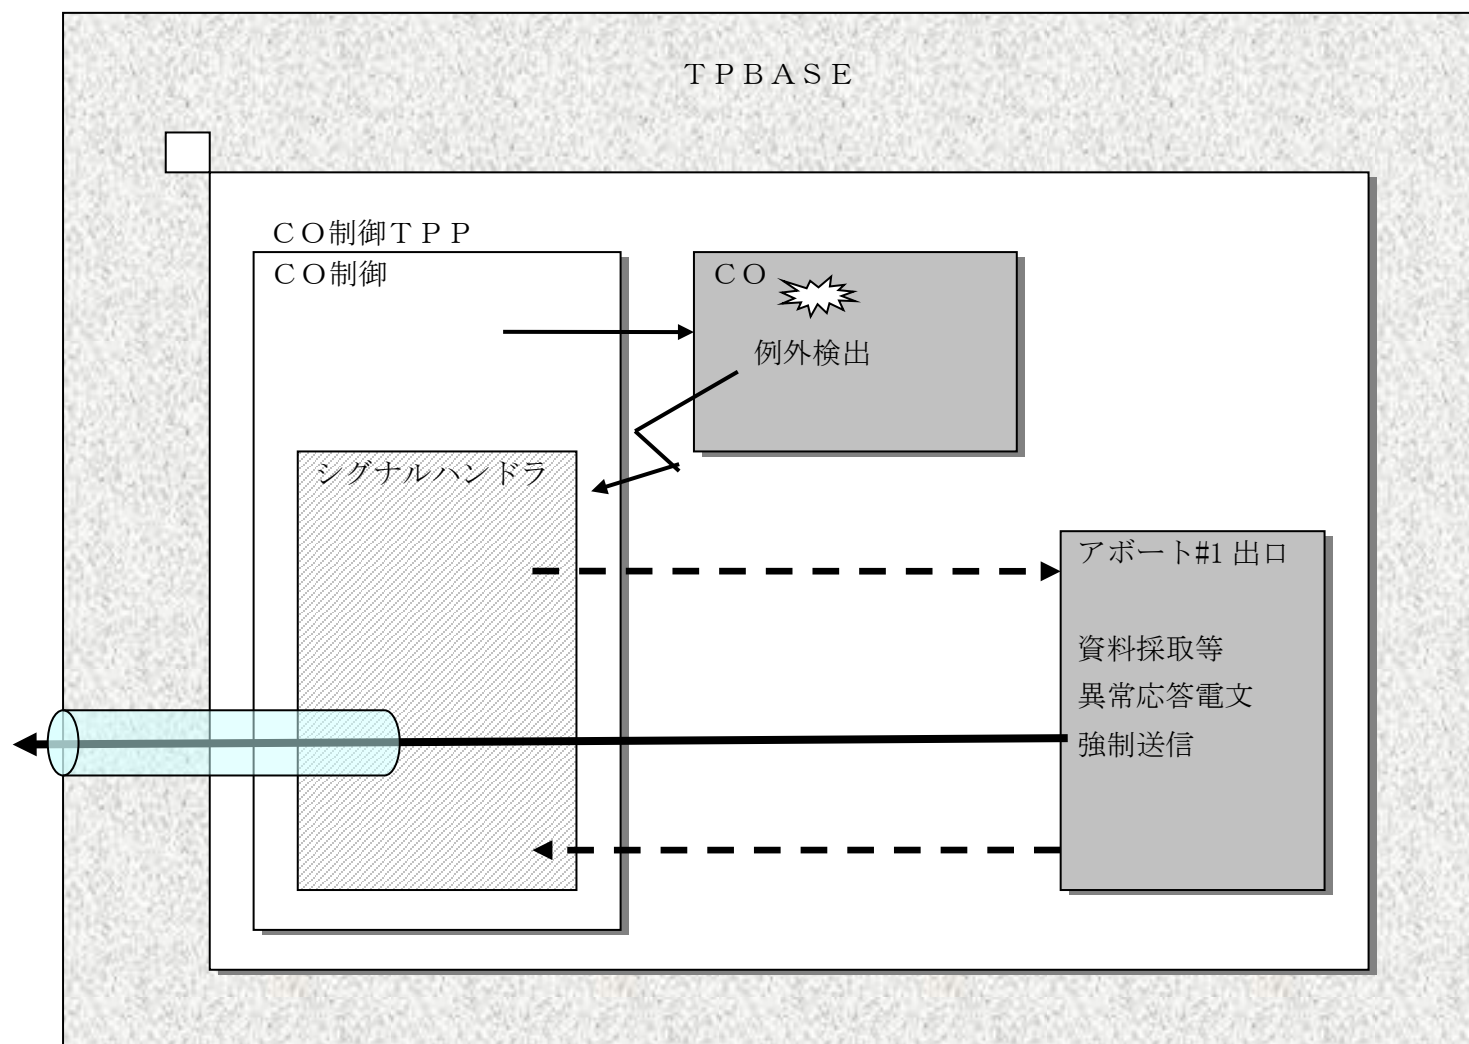 ＴＰＢＡＳＥ
ＣＯ制御ＴＰＰ
ＣＯ制御
ＣＯ
例外検出
シグナルハンドラ
アボート#1 出口
資料採取等
異常応答電文
強制送信